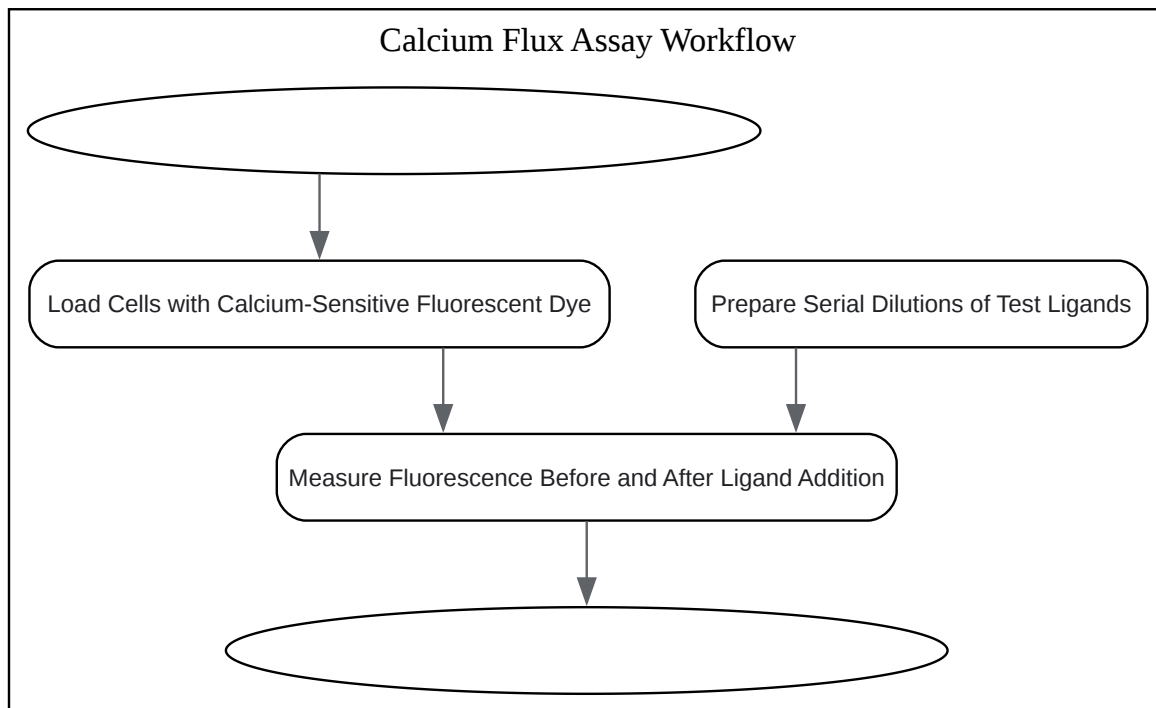 Calcium Flux Assay Workflow
Load Cells with Calcium-Sensitive Fluorescent Dye
Prepare Serial Dilutions of Test Ligands
Measure Fluorescence Before and After Ligand Addition